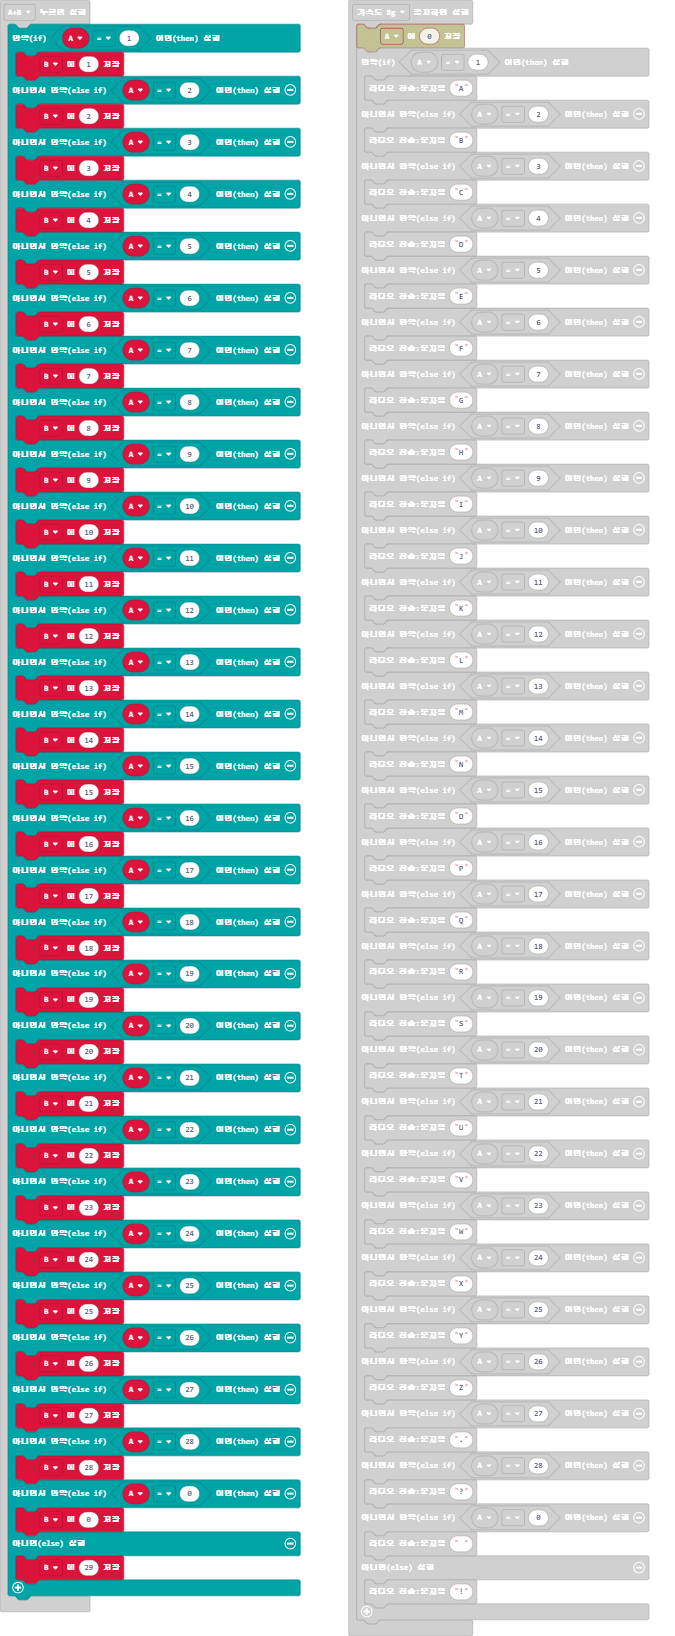 A+B 누르면 실행
만약(if) A = 1 이면(then) 실행
B 에 1 저장
아니면서 만약(else if) A = 2 이면(then) 실행
B 에 2 저장
아니면서 만약(else if) A = 3 이면(then) 실행
B 에 3 저장
아니면서 만약(else if) A = 4 이면(then) 실행
B 에 4 저장
아니면서 만약(else if) A = 5 이면(then) 실행
B 에 5 저장
아니면서 만약(else if) A = 6 이면(then) 실행
B 에 6 저장
아니면서 만약(else if) A = 7 이면(then) 실행
B 에 7 저장
아니면서 만약(else if) A = 8 이면(then) 실행
B 에 8 저장
아니면서 만약(else if) A = 9 이면(then) 실행
B 에 9 저장
아니면서 만약(else if) A = 10 이면(then) 실행
B 에 10 저장
아니면서 만약(else if) A = 11 이면(then) 실행
B 에 11 저장
아니면서 만약(else if) A = 12 이면(then) 실행
B 에 12 저장
아니면서 만약(else if) A = 13 이면(then) 실행
B 에 13 저장
아니면서 만약(else if) A = 14 이면(then) 실행
B 에 14 저장
아니면서 만약(else if) A = 15 이면(then) 실행
B 에 15 저장
아니면서 만약(else if) A = 16 이면(then) 실행
B 에 16 저장
아니면서 만약(else if) A = 17 이면(then) 실행
B 에 17 저장
아니면서 만약(else if) A = 18 이면(then) 실행
B 에 18 저장
아니면서 만약(else if) A = 19 이면(then) 실행
B 에 19 저장
아니면서 만약(else if) A = 20 이면(then) 실행
B 에 20 저장
아니면서 만약(else if) A = 21 이면(then) 실행
B 에 21 저장
아니면서 만약(else if) A = 22 이면(then) 실행
B 에 22 저장
아니면서 만약(else if) A = 23 이면(then) 실행
B 에 23 저장
아니면서 만약(else if) A = 24 이면(then) 실행
B 에 24 저장
아니면서 만약(else if) A = 25 이면(then) 실행
B 에 25 저장
아니면서 만약(else if) A = 26 이면(then) 실행
B 에 26 저장
아니면서 만약(else if) A = 27 이면(then) 실행
B 에 27 저장
아니면서 만약(else if) A = 28 이면(then) 실행
B 에 28 저장
아니면서 만약(else if) A = 0 이면(then) 실행
B 에 0 저장
아니면(else) 실행
B 에 29 저장
가속도 8g 실행
A 에 0 저장
만약(if) A = 1 이면(then) 실행
라디오 전송:문자열 "A"
아니면서 만약(else if) A = 2 이면(then) 실행
라디오 전송:문자열 "B"
아니면서 만약(else if) A = 3 이면(then) 실행
라디오 전송:문자열 "C"
아니면서 만약(else if) A = 4 이면(then) 실행
라디오 전송:문자열 "D"
아니면서 만약(else if) A = 5 이면(then) 실행
라디오 전송:문자열 "E"
아니면서 만약(else if) A = 6 이면(then) 실행
라디오 전송:문자열 "F"
아니면서 만약(else if) A = 7 이면(then) 실행
라디오 전송:문자열 "G"
아니면서 만약(else if) A = 8 이면(then) 실행
라디오 전송:문자열 "H"
아니면서 만약(else if) A = 9 이면(then) 실행
라디오 전송:문자열 "I"
아니면서 만약(else if) A = 10 이면(then) 실행
라디오 전송:문자열 "J"
아니면서 만약(else if) A = 11 이면(then) 실행
라디오 전송:문자열 "K"
아니면서 만약(else if) A = 12 이면(then) 실행
라디오 전송:문자열 "L"
아니면서 만약(else if) A = 13 이면(then) 실행
라디오 전송:문자열 "M"
아니면서 만약(else if) A = 14 이면(then) 실행
라디오 전송:문자열 "N"
아니면서 만약(else if) A = 15 이면(then) 실행
라디오 전송:문자열 "O"
아니면서 만약(else if) A = 16 이면(then) 실행
라디오 전송:문자열 "P"
아니면서 만약(else if) A = 17 이면(then) 실행
라디오 전송:문자열 "Q"
아니면서 만약(else if) A = 18 이면(then) 실행
라디오 전송:문자열 "R"
아니면서 만약(else if) A = 19 이면(then) 실행
라디오 전송:문자열 "S"
아니면서 만약(else if) A = 20 이면(then) 실행
라디오 전송:문자열 "T"
아니면서 만약(else if) A = 21 이면(then) 실행
라디오 전송:문자열 "U"
아니면서 만약(else if) A = 22 이면(then) 실행
라디오 전송:문자열 "V"
아니면서 만약(else if) A = 23 이면(then) 실행
라디오 전송:문자열 "W"
아니면서 만약(else if) A = 24 이면(then) 실행
라디오 전송:문자열 "X"
아니면서 만약(else if) A = 25 이면(then) 실행
라디오 전송:문자열 "Y"
아니면서 만약(else if) A = 26 이면(then) 실행
라디오 전송:문자열 "Z"
아니면서 만약(else if) A = 27 이면(then) 실행
라디오 전송:문자열 "."
아니면서 만약(else if) A = 28 이면(then) 실행
라디오 전송:문자열 "?"
아니면서 만약(else if) A = 0 이면(then) 실행
라디오 전송:문자열 " "
아니면(else) 실행
라디오 전송:문자열 "!"